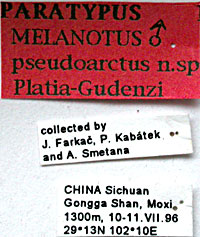 PARATYPUS
MELANOTUS ♂
pseudoarctus n.sp
Platia-Gudenzi
collected by
J. Farkač, P. Kabátek
and A. Smetana
CHINA Sichuan
Gongga Shan, Moxi,
1300m, 10-11.VII.96
29°13N 102°10E